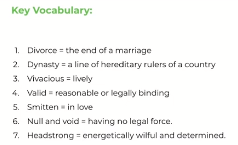 Key Vocabulary:
1. Divorce = the end of a marriage
2. Dynasty = a line of hereditary rulers of a country
3. Vivacious = lively
4. Valid = reasonable or legally binding
5. Smitten = in love
6. Null and void = having no legal force.
7. Headstrong = energetically wilful and determined.